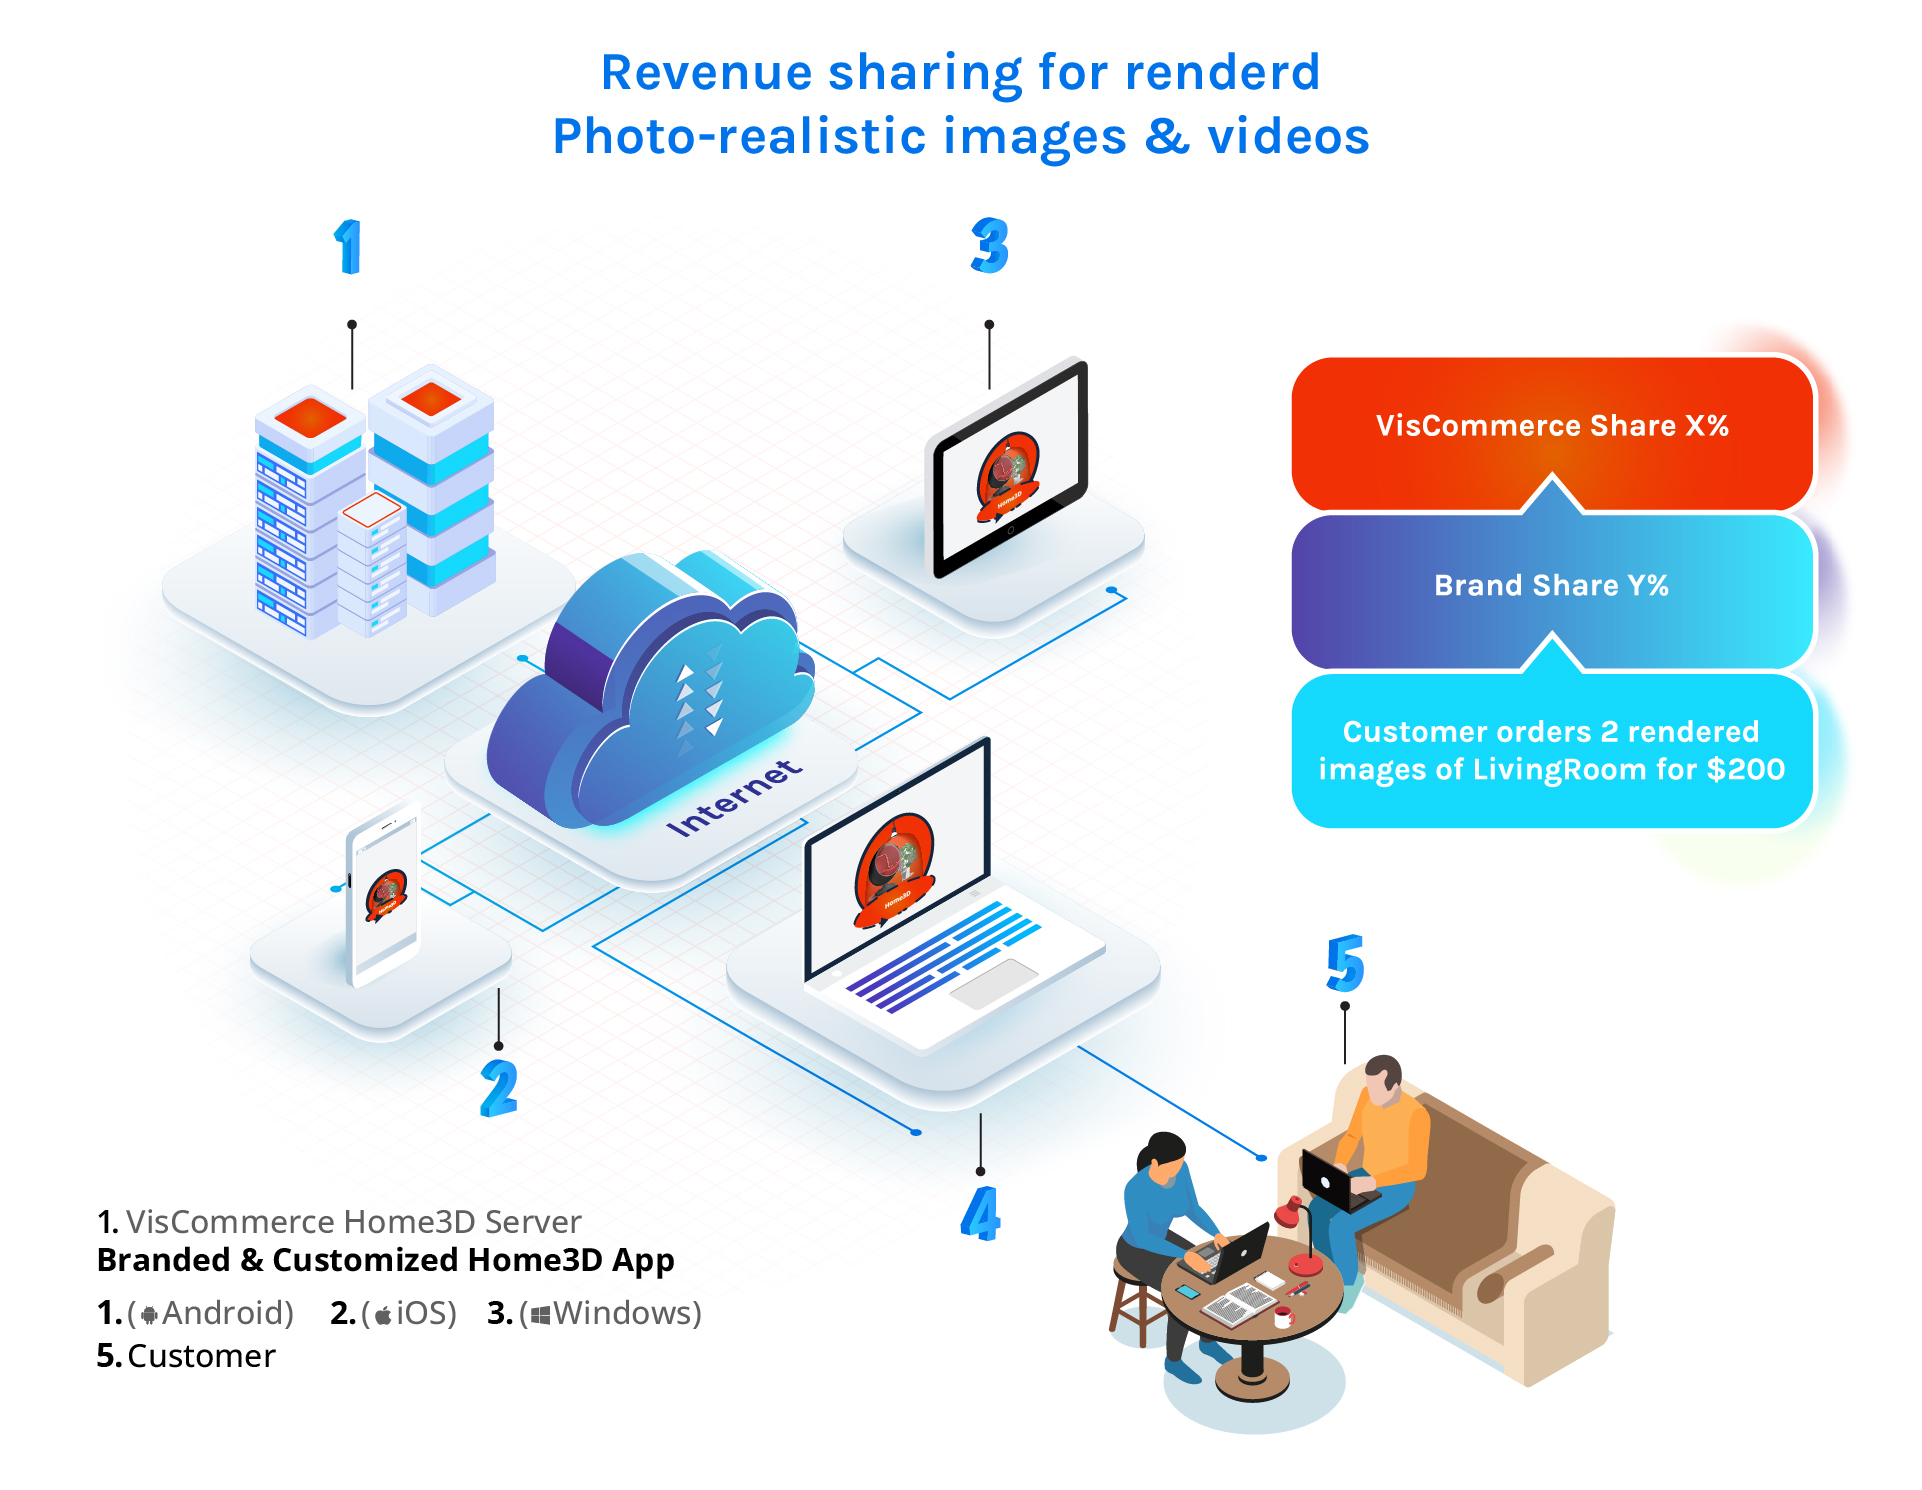 Revenue sharing for renderd
Photo-realistic images & videos
1
3
VisCommerce Share X%
Home3D
Brand Share Y%
Customer orders 2 rendered
images of LivingRoom for $200
Internet
Home3D
5
2
4
1. VisCommerce Home3D Server
Branded & Customized Home3D App
1. (Android) 2. (iOS) 3. (Windows)
5. Customer